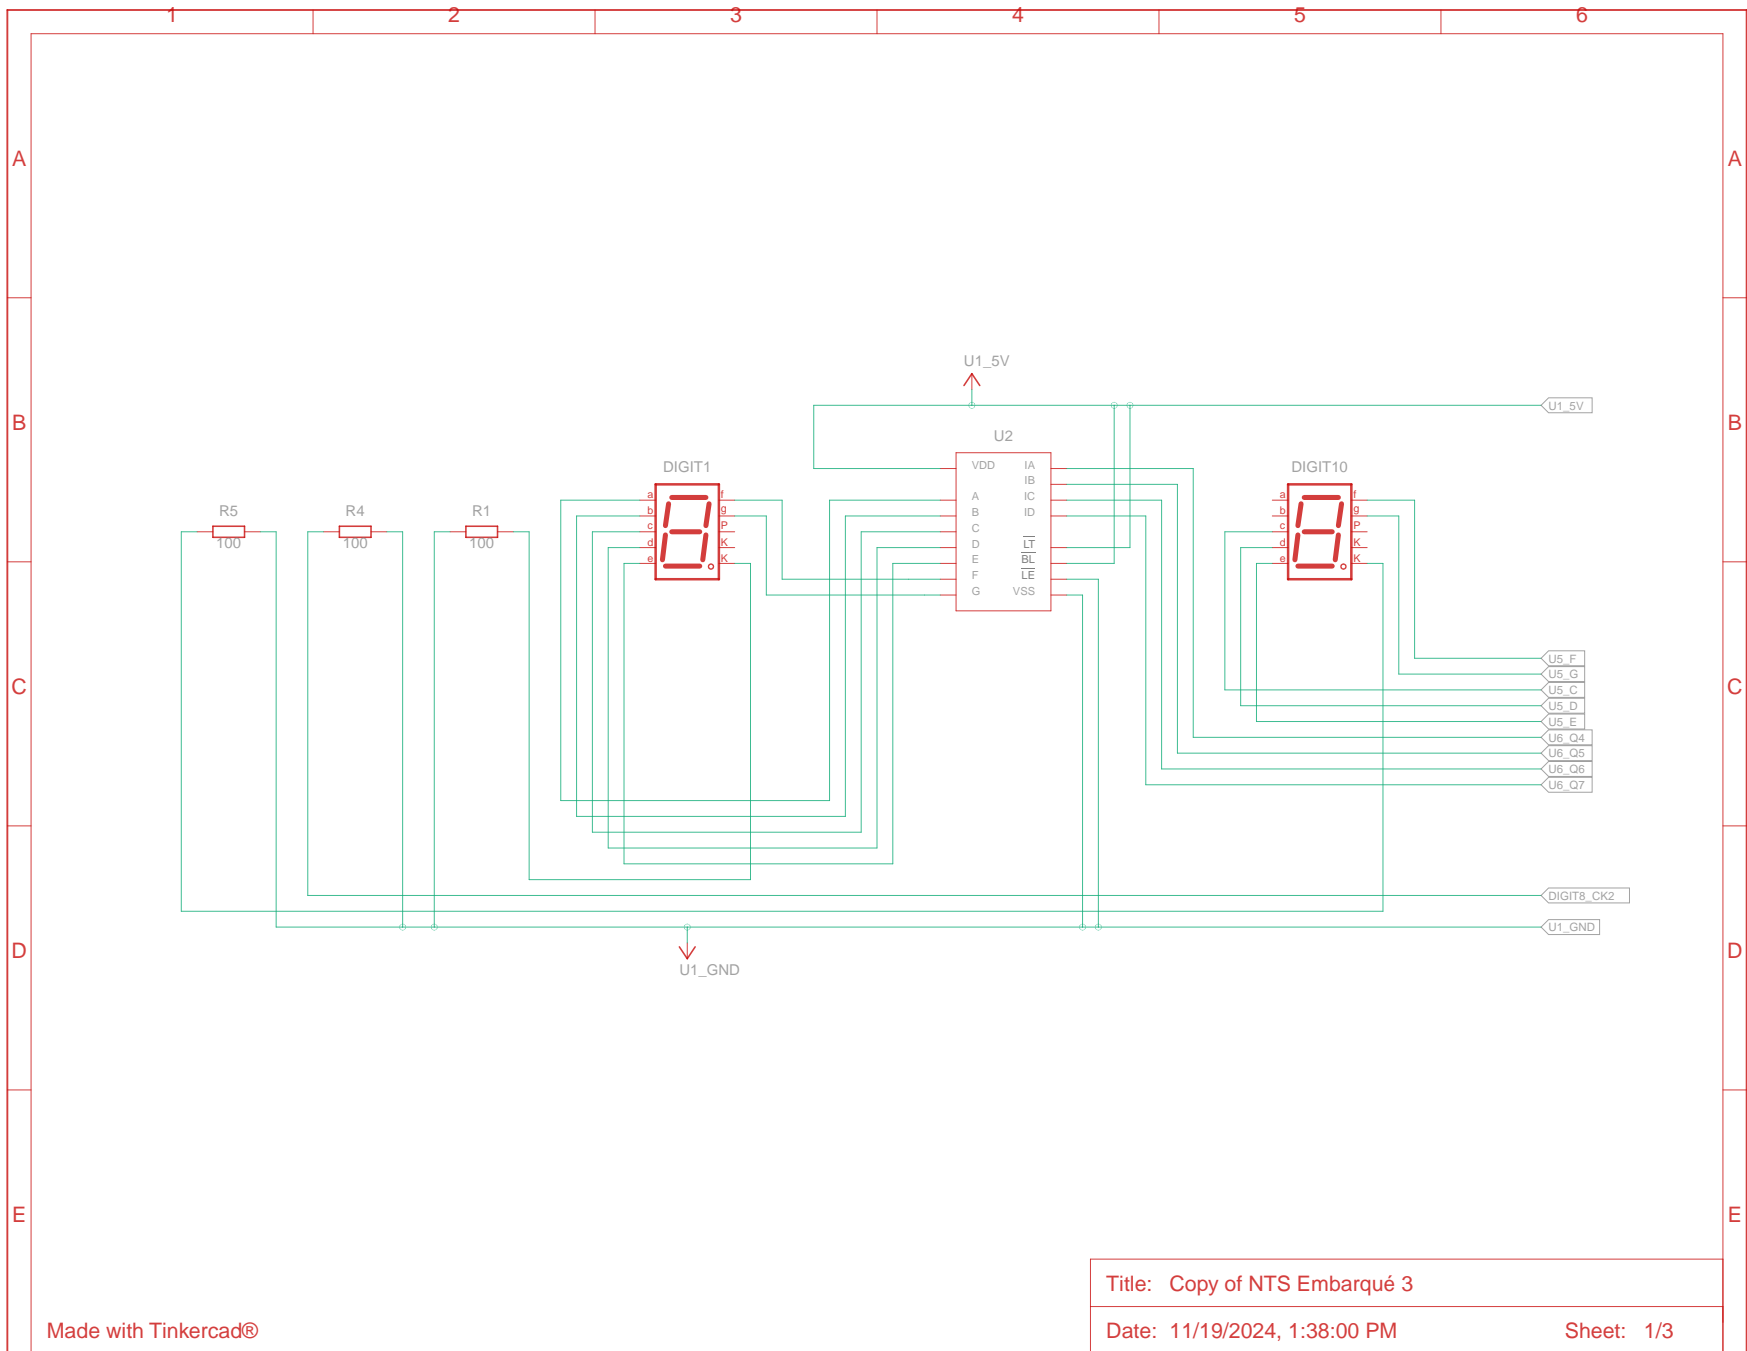 1 2 3 4 5 6
A A
U1_5V
B B
U1_5V
U2
DIGIT1 DIGIT10
VDD IA
IB
A IC
B ID
C
D LT
E BL
F LE
G VSS
a f
b g
c P
d K
e K
a f
b g
c P
d K
e K
R5 R4 R1
100 100 100
C C
U5_F
U5_G
U5_C
U5_D
U5_E
U6_Q4
U6_Q5
U6_Q6
U6_Q7
DIGIT8_CK2
U1_GND
D D
U1_GND
E E
Title: Copy of NTS Embarqué 3
Made with Tinkercad®
Date: 11/19/2024, 1:38:00 PM Sheet: 1/3